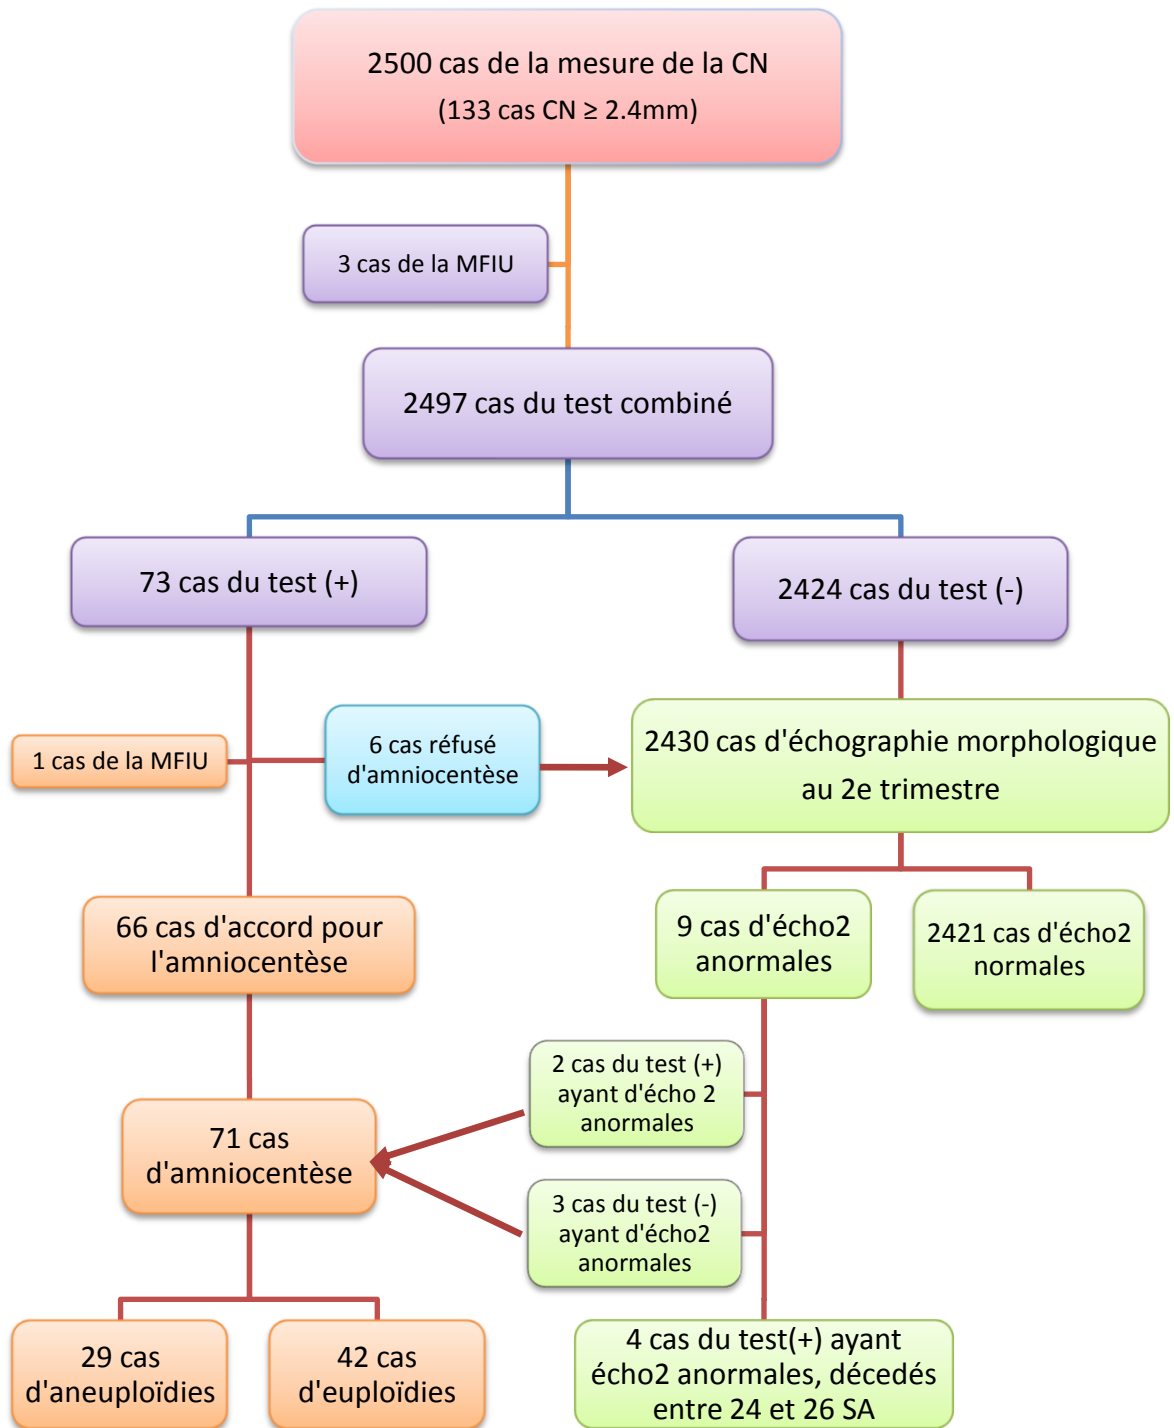 2500 cas de la mesure de la CN
(133 cas CN ≥ 2.4mm)
3 cas de la MFIU
2497 cas du test combiné
73 cas du test (+)
2424 cas du test (-)
1 cas de la MFIU
6 cas réfusé
d'amniocentèse
2430 cas d'échographie morphologique
au 2e trimestre
66 cas d'accord pour
l'amniocentèse
9 cas d'écho2
anormales
2421 cas d'écho2
normales
2 cas du test (+)
ayant d'écho 2
anormales
71 cas
d'amniocentèse
3 cas du test (-)
ayant d'écho2
anormales
29 cas
d'aneuploïdies
42 cas
d'euploïdies
4 cas du test(+) ayant
écho2 anormales, décedés
entre 24 et 26 SA